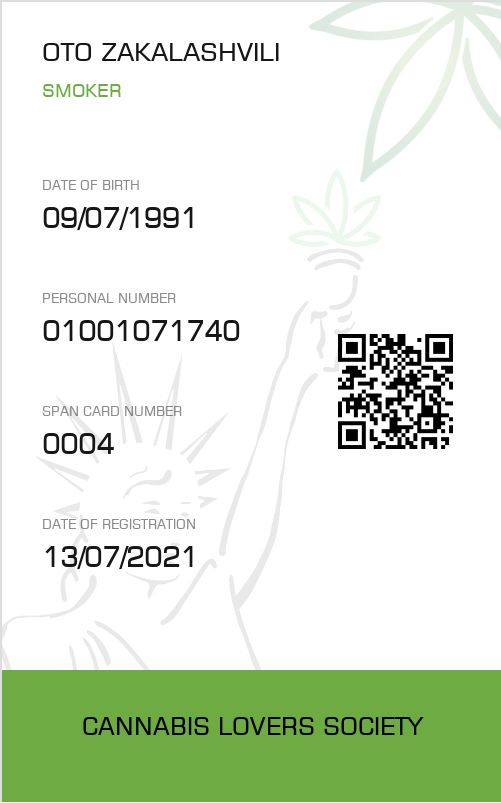 OTO ZAKALASHVILI
SMOKER
DATE OF BIRTH
09/07/1991
PERSONAL NUMBER
01001071740
SPAN CARD NUMBER
0004
DATE OF REGISTRATION
13/07/2021
CANNABIS LOVERS SOCIETY